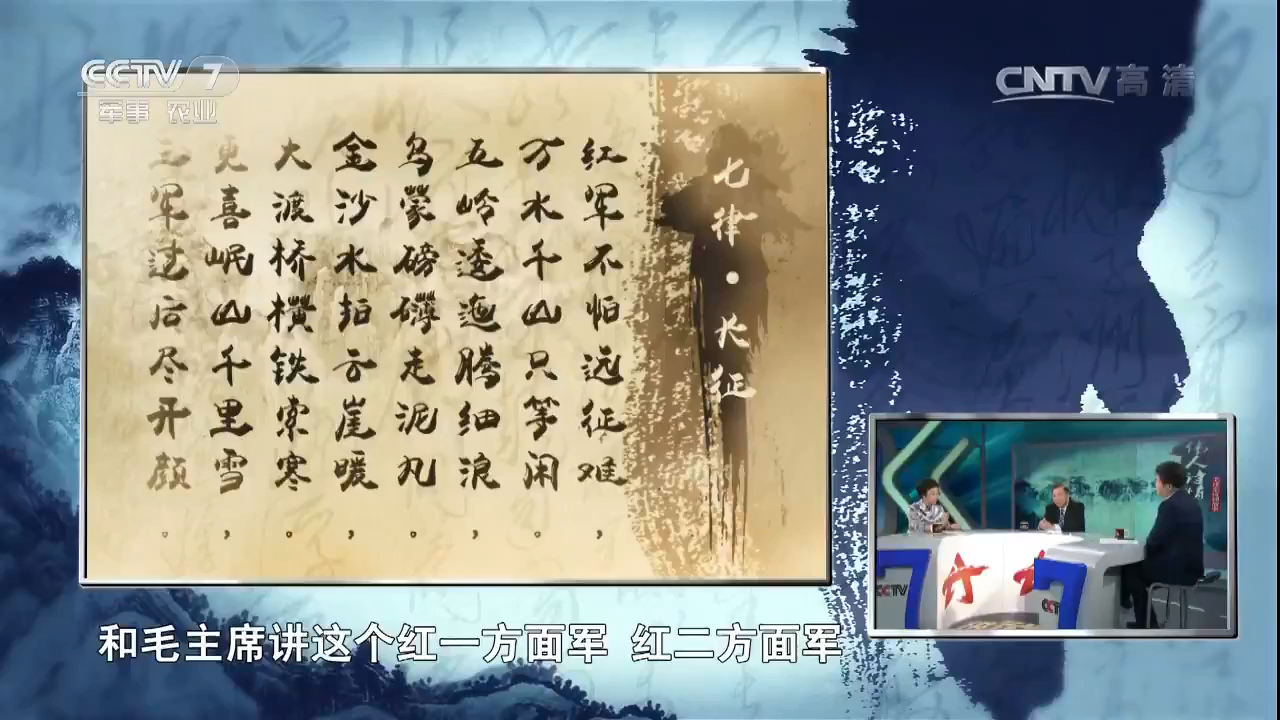 CCTV 7
军事 农业
CNTV 高清
七律·长征
红军不怕远征难，
万水千山只等闲。
五岭逶迤腾细浪，
乌蒙磅礴走泥丸。
金沙水拍云崖暖，
大渡桥横铁索寒。
更喜岷山千里雪，
三军过后尽开颜。
7
CCTV
7
和毛主席讲这个红一方面军 红二方面军